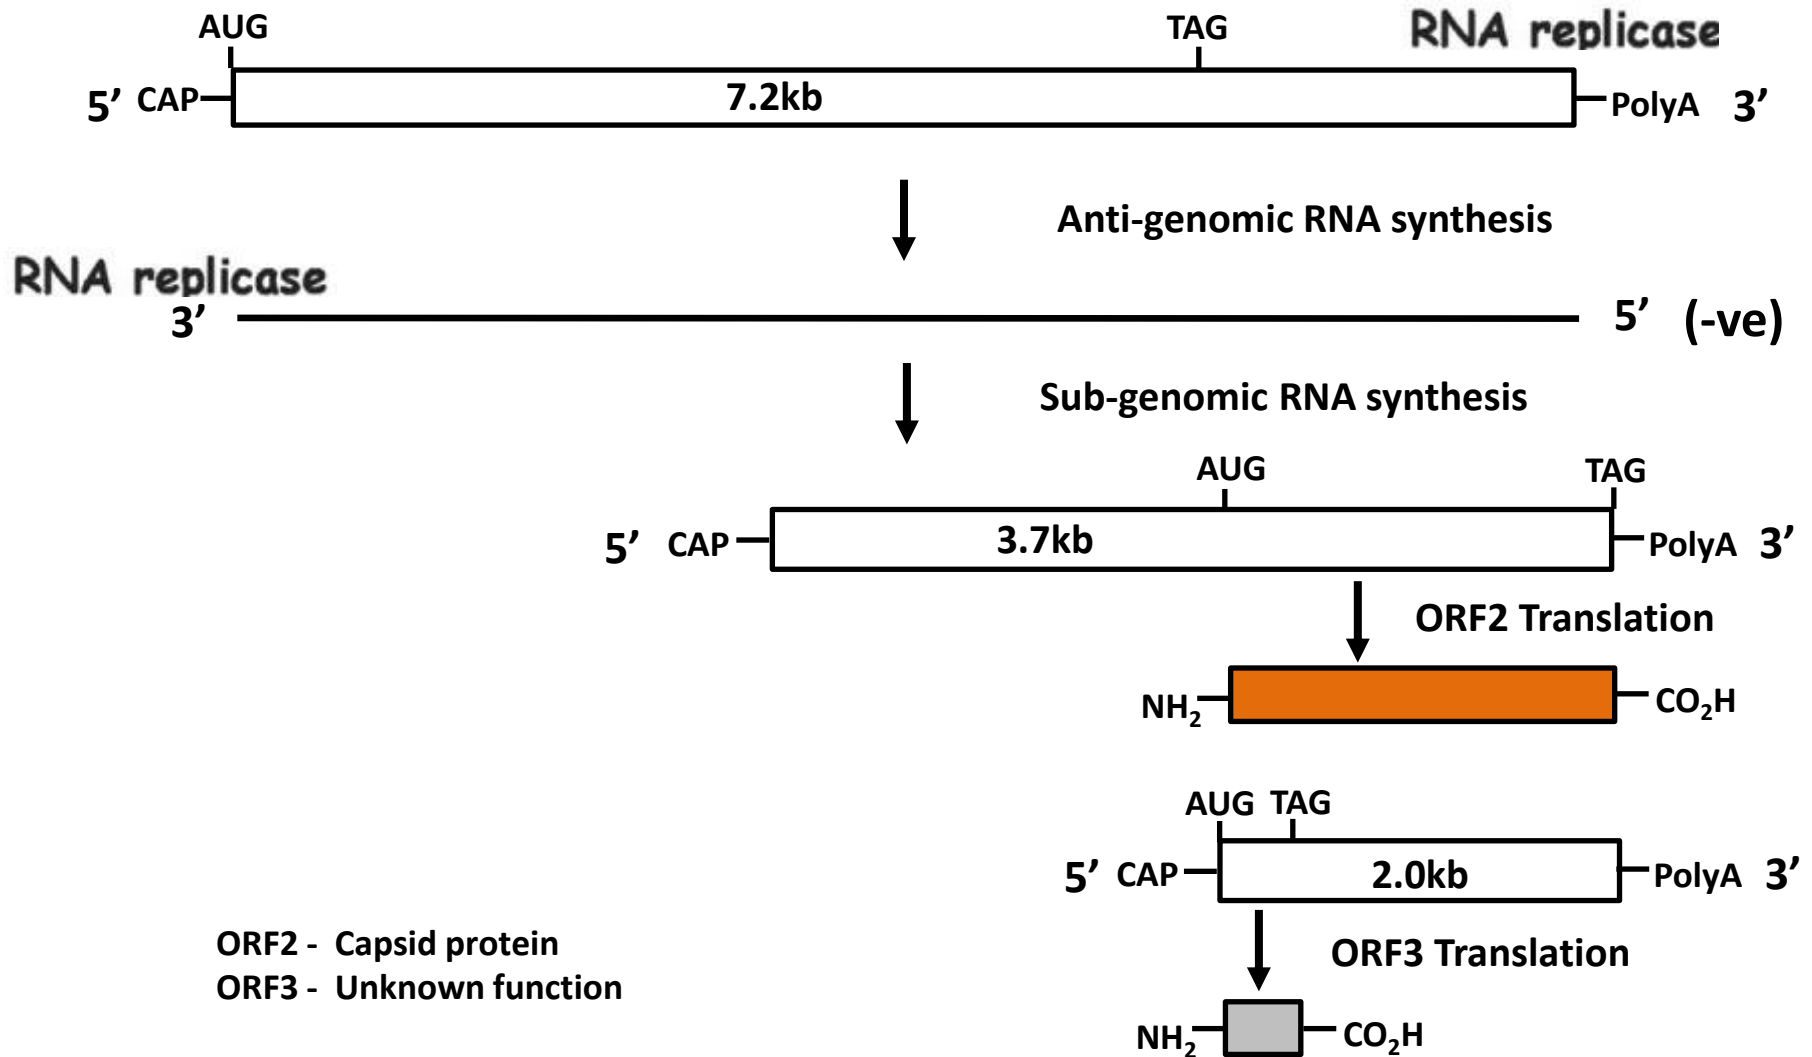 AUG TAG RNA replicase
5’ CAP 7.2kb PolyA 3’
Anti-genomic RNA synthesis
RNA replicase
3’ 5’ (-ve)
Sub-genomic RNA synthesis
AUG TAG
5’ CAP 3.7kb PolyA 3’
ORF2 Translation
NH2 CO2H
AUG TAG
5’ CAP 2.0kb PolyA 3’
ORF2 - Capsid protein
ORF3 Translation
ORF3 - Unknown function
NH2 CO2H